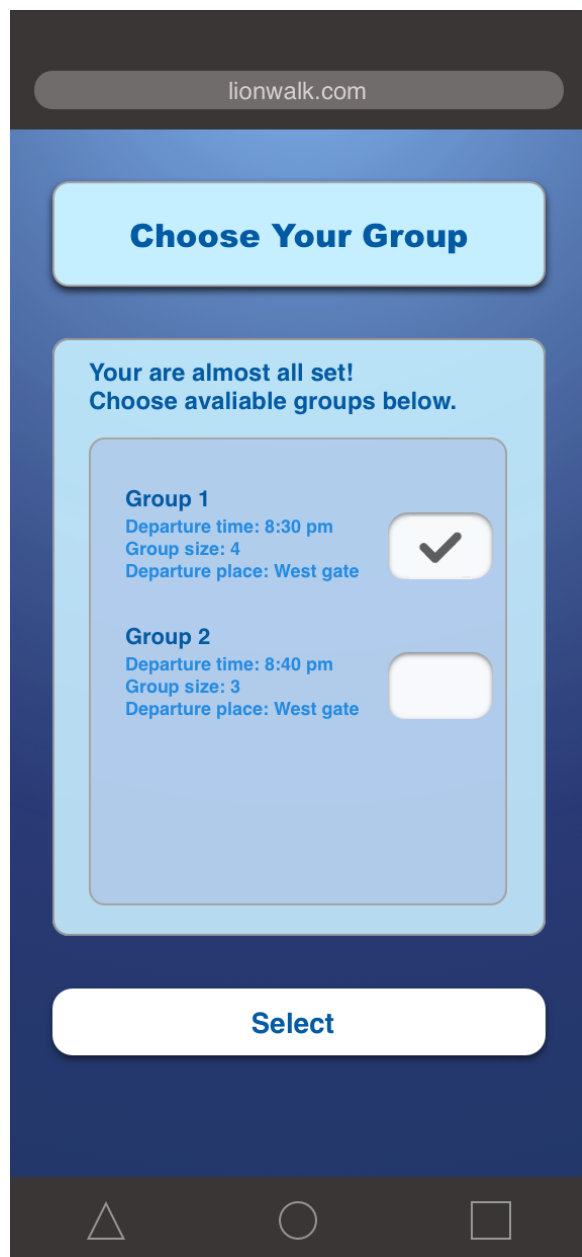 lionwalk.com
Choose Your Group
Your are almost all set!
Choose avaliable groups below.
Group 1
Departure time: 8:30 pm
Group size: 4
Departure place: West gate
Group 2
Departure time: 8:40 pm
Group size: 3
Departure place: West gate
Select